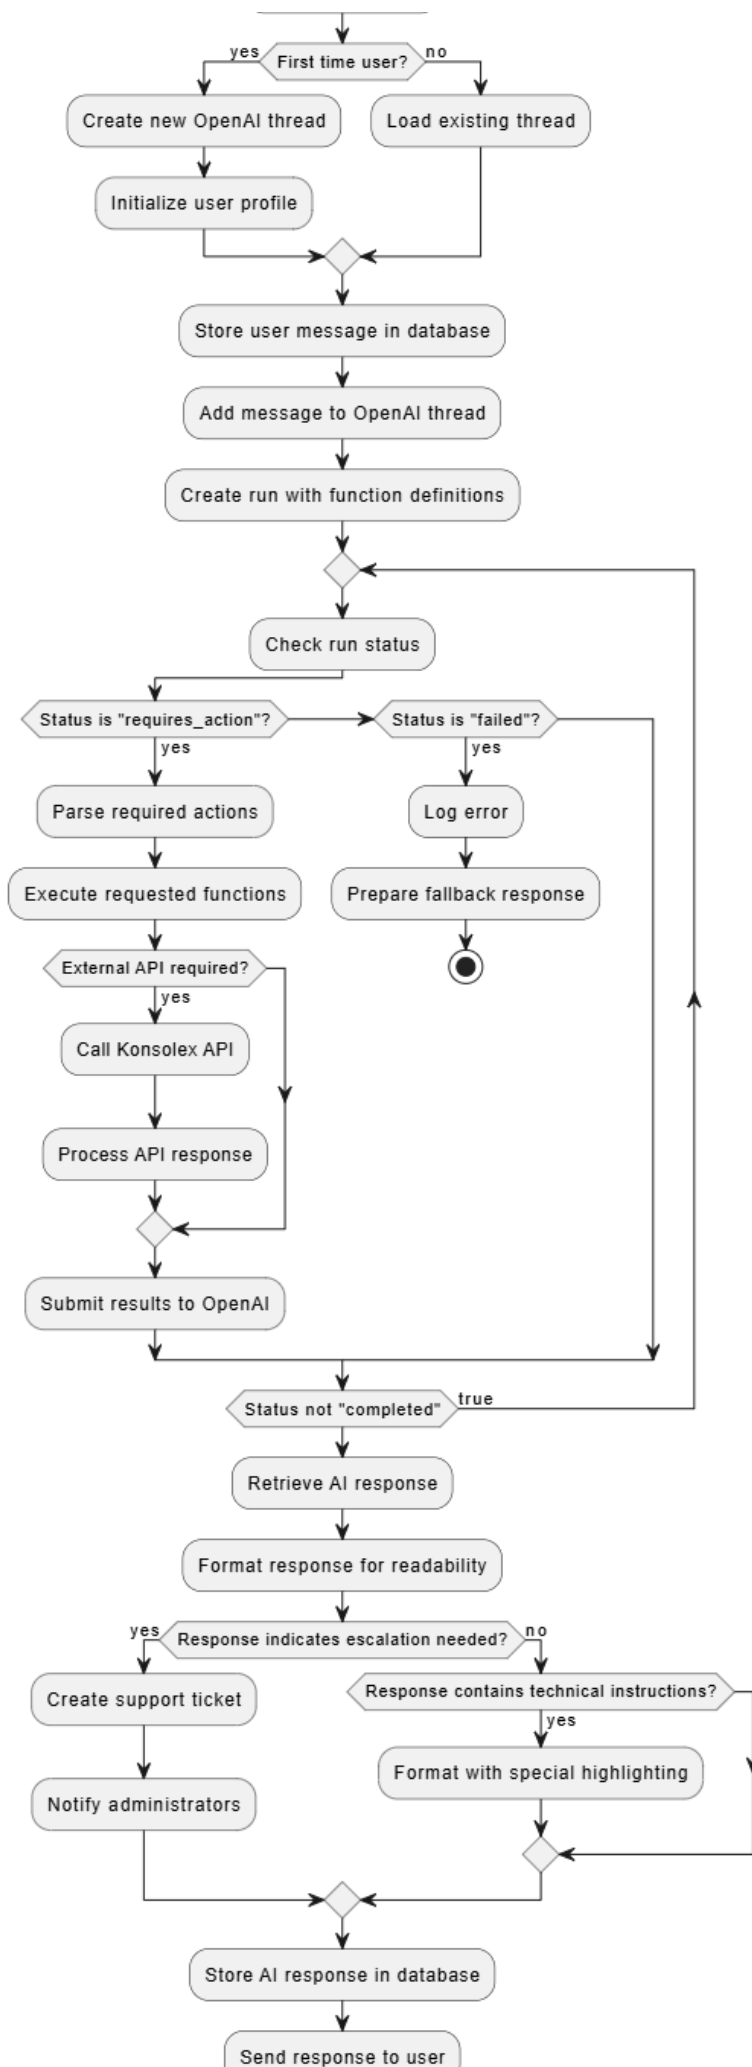 yes
First time user?
no
Create new OpenAI thread
Load existing thread
Initialize user profile
Store user message in database
Add message to OpenAI thread
Create run with function definitions
Check run status
Status is "requires_action"?
Status is "failed"?
yes
yes
Parse required actions
Log error
Execute requested functions
Prepare fallback response
External API required?
yes
Call Konsolex API
Process API response
Submit results to OpenAI
Status not "completed"
true
Retrieve AI response
Format response for readability
yes
Response indicates escalation needed?
no
Create support ticket
Response contains technical instructions?
yes
Format with special highlighting
Notify administrators
Store AI response in database
Send response to user